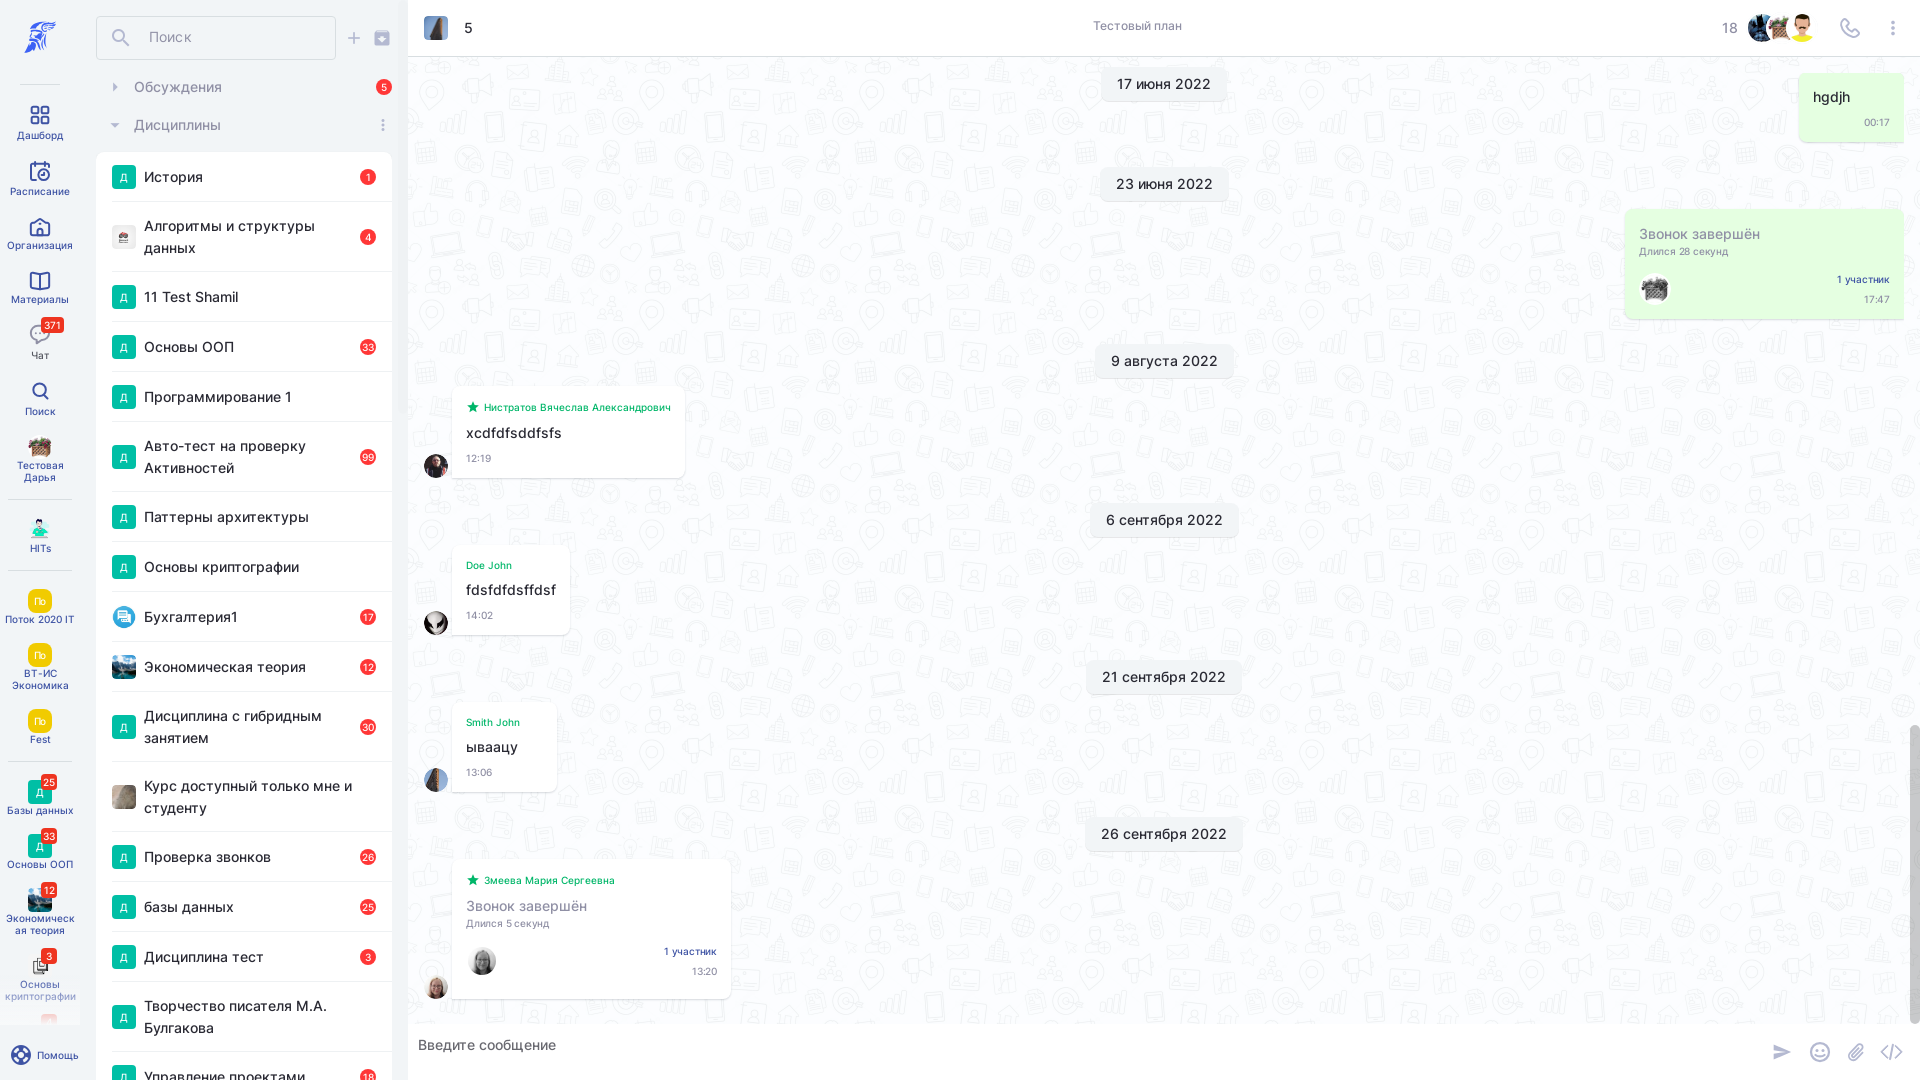 Дашборд
Расписание
Организация
Материалы
371
Чат
Поиск
Тестовая
Дарья
HITs
По
Поток 2020 IT
По
ВТ-ИС
Экономика
По
Fest
25
Д
Базы данных
33
Д
Основы ООП
12
Экономическ
ая теория
3
Основы
криптографии
Помощь
Поиск
Обсуждения
5
Дисциплины
Д
История
1
Алгоритмы и структуры
данных
4
Д
11 Test Shamil
Д
Основы ООП
33
Д
Программирование 1
Д
Авто-тест на проверку
Активностей
99
Д
Паттерны архитектуры
Д
Основы криптографии
Бухгалтерия1
17
Экономическая теория
12
Д
Дисциплина с гибридным
занятием
30
Курс доступный только мне и
студенту
Д
Проверка звонков
26
Д
базы данных
25
Д
Дисциплина тест
3
Д
Творчество писателя М.А.
Булгакова
Д
Управление проектами
18
5
Тестовый план
18
17 июня 2022
hgdjh
00:17
23 июня 2022
Звонок завершён
Длился 28 секунд
1 участник
17:47
9 августа 2022
Нистратов Вячеслав Александрович
xcdfdfsddfsfs
12:19
6 сентября 2022
Doe John
fdsfdfdsffdsf
14:02
21 сентября 2022
Smith John
ываацу
13:06
26 сентября 2022
Змеева Мария Сергеевна
Звонок завершён
Длился 5 секунд
1 участник
13:20
Введите сообщение